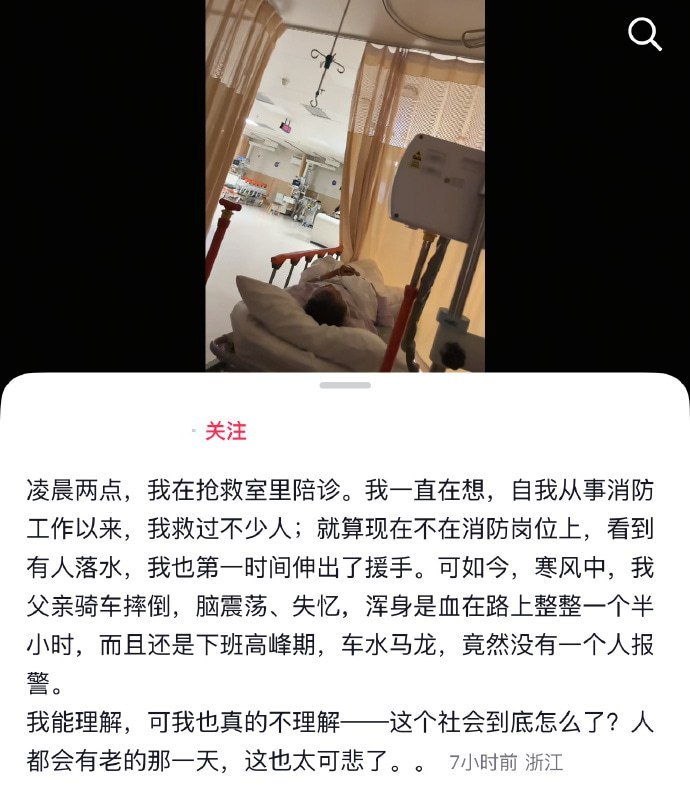 关注
凌晨两点，我在抢救室里陪诊。我一直在想，自我从事消防
工作以来，我救过不少人；就算现在不在消防岗位上，看到
有人落水，我也第一时间伸出了援手。可如今，寒风中，我
父亲骑车摔倒，脑震荡、失忆，浑身是血在路上整整一个半
小时，而且还是下班高峰期，车水马龙，竟然没有一个人报
警。
我能理解，可我也真的不理解——这个社会到底怎么了？人
都会有老的那一天，这也太可悲了。。 7小时前 浙江